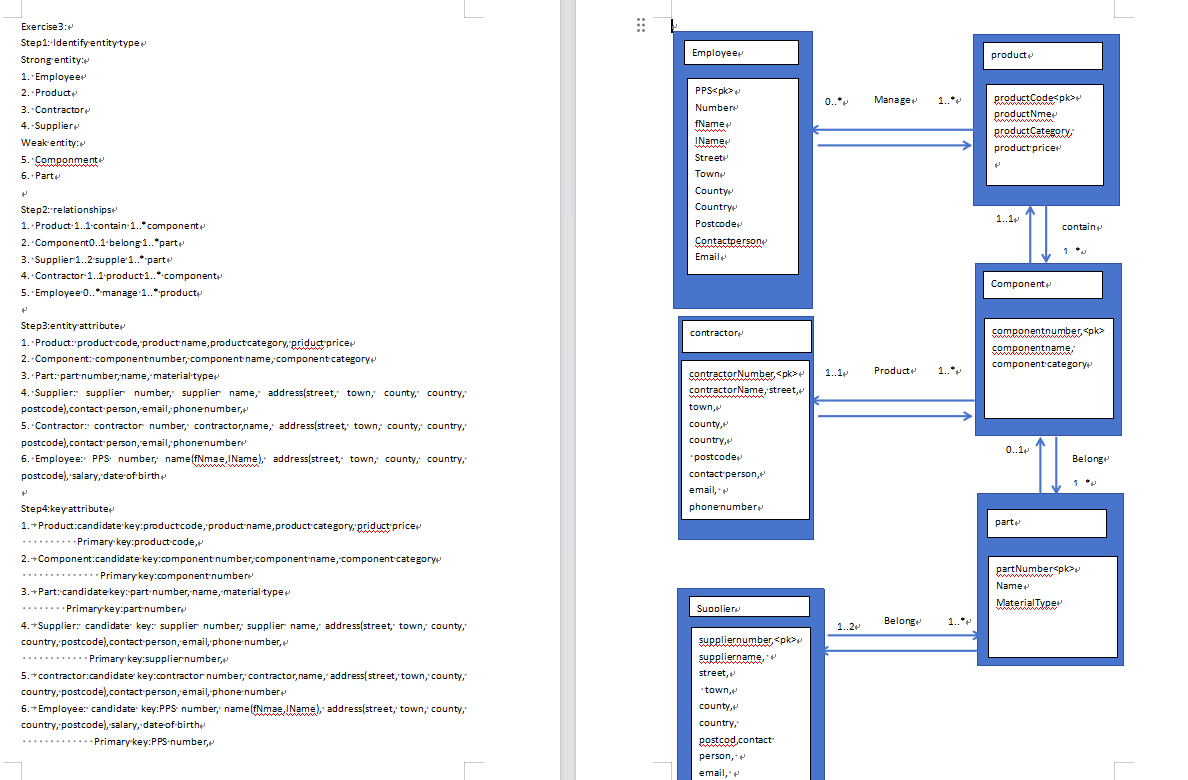 Exercise3:
Step1: Identify entity type
Strong entity:
1. Employee
2. Product
3. Contractor
4. Supplier
Weak entity:
5. Componment
6. Part
Step2: relationships
1. Product 1..1 contain 1..* component
2. Component0..1 belong 1..* part
3. Supplier 1..2 supple 1..* part
4. Contractor 1..1 product 1..* component
5. Employee 0..* manage 1..* product
Step3:entity attribute
1. Product: product code, product name,product category, priduct price
2. Component: component number, component name, component category
3. Part: part number, name, material type
4. Supplier: supplier number, supplier name, address(street, town, county, country,
postcode),contact person, email, phone number,
5. Contractor: contractor number, contractor,name, address(street, town, county, country,
postcode),contact person, email, phone number
6. Employee: PPS number, name(fNmae,lName), address(street, town, county, country,
postcode), salary, date of birth
Step4:key attribute
1. Product:candidate key:product code, product name,product category, priduct price
Primary key:product code,
2. Component:candidate key:component number, component name, component category
Primary key:component number
3. Part: candidate key: part number, name, material type
Primary key:part number
4. Supplier: candidate key: supplier number, supplier name, address(street, town, county,
country, postcode),contact person, email, phone number,
Primary key:supplier number,
5. contractor:candidate key:contractor number, contractor,name, address(street, town, county,
country, postcode),contact person, email, phone number
6. Employee: candidate key:PPS number, name(fNmae,lName), address(street, town, county,
country, postcode), salary, date of birth
Primary key:PPS number,
Employee
PPS<pk>
Number
fName
lName
Street
Town
County
Country
Postcode
Contactperson
Email
0..* Manage 1..*
product
productCode<pk>
productNme
productCategory,
product price
1..1
contain
1 *
Component
componentnumber,<pk>
componentname,
component category
contractor
contractorNumber,<pk>
contractorName, street,
town,
county,
country,
postcode
contact person,
email,
phone number
1..1 Product 1..*
0..1
Belong
1 *
part
partNumber<pk>
Name
MaterialType
Supplier
suppliernumber,<pk>
suppliername,
street,
town,
county,
country,
postcod,contact
person,
email,
1..2 Belong 1..*